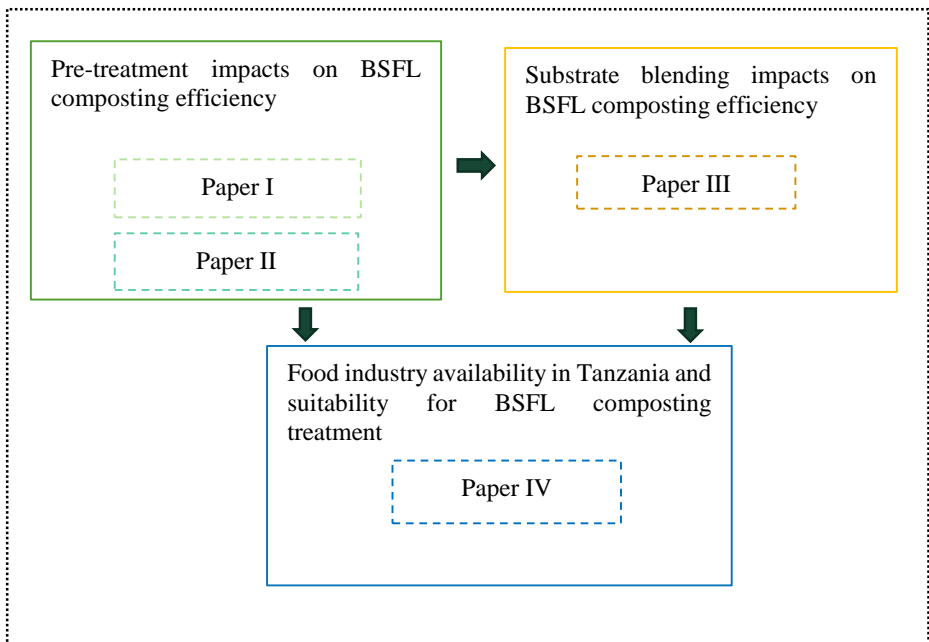 Pre-treatment impacts on BSFL
composting efficiency
Paper I
Paper II
Substrate blending impacts on
BSFL composting efficiency
Paper III
Food industry availability in Tanzania and
suitability for BSFL composting
treatment
Paper IV